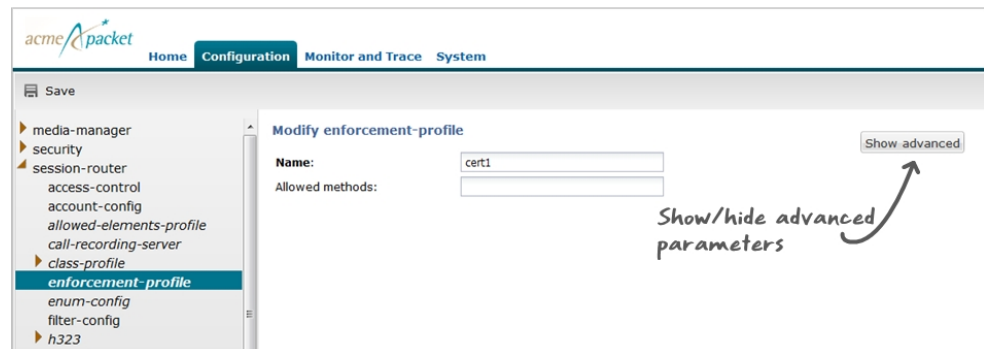 acme packet
Home Configuration Monitor and Trace System
Save
media-manager
security
session-router
access-control
account-config
allowed-elements-profile
call-recording-server
class-profile
enforcement-profile
enum-config
filter-config
h323
Modify enforcement-profile
Show advanced
Name: cert1
Allowed methods:
Show/hide advanced
parameters